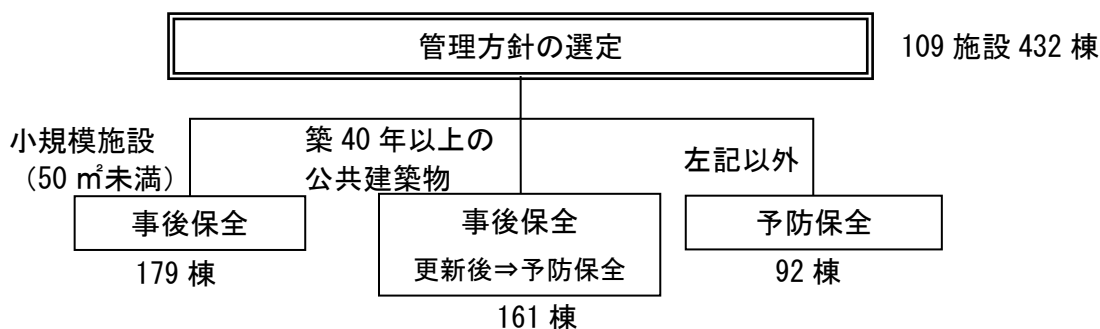 管理方針の選定
109 施設 432 棟
小規模施設
（50 ㎡未満）
事後保全
179 棟
築 40 年以上の
公共建築物
事後保全
更新後⇒予防保全
161 棟
左記以外
予防保全
92 棟